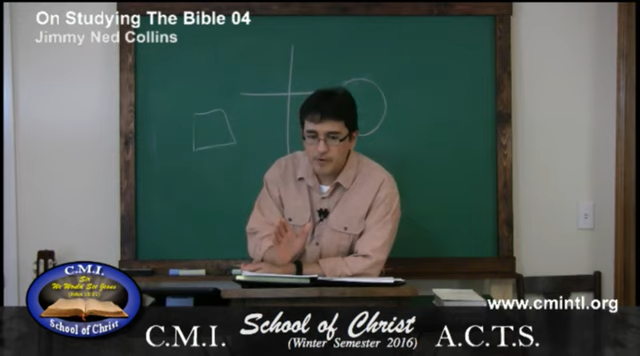 On Studying The Bible 04
Jimmy Ned Collins
C.M.I.
Sir
We Would See Jesus
School of Christ
www.cmintl.org
C.M.I. School of Christ A.C.T.S.
(Winter Semester 2016)